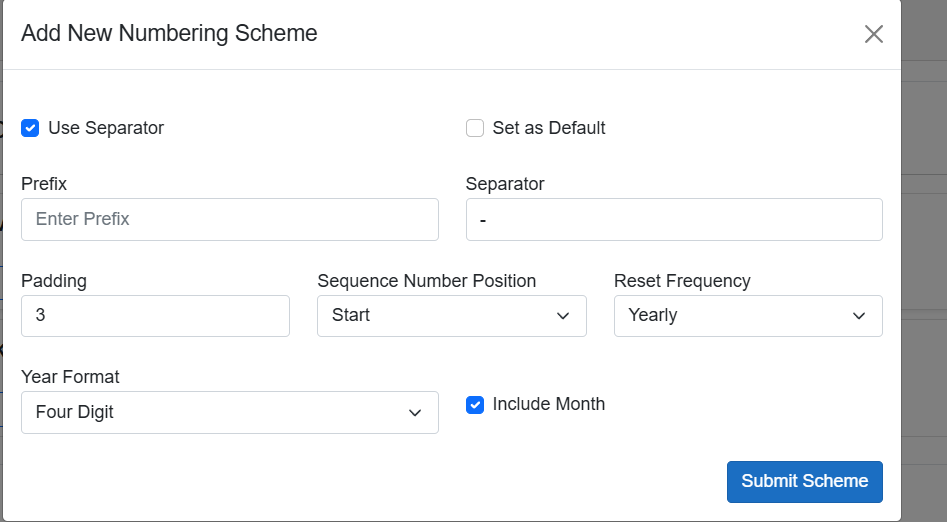 Add New Numbering Scheme
Use Separator
Set as Default
Prefix
Separator
Enter Prefix
-
Padding
Sequence Number Position
Reset Frequency
3
Start
Yearly
Year Format
Four Digit
Include Month
Submit Scheme